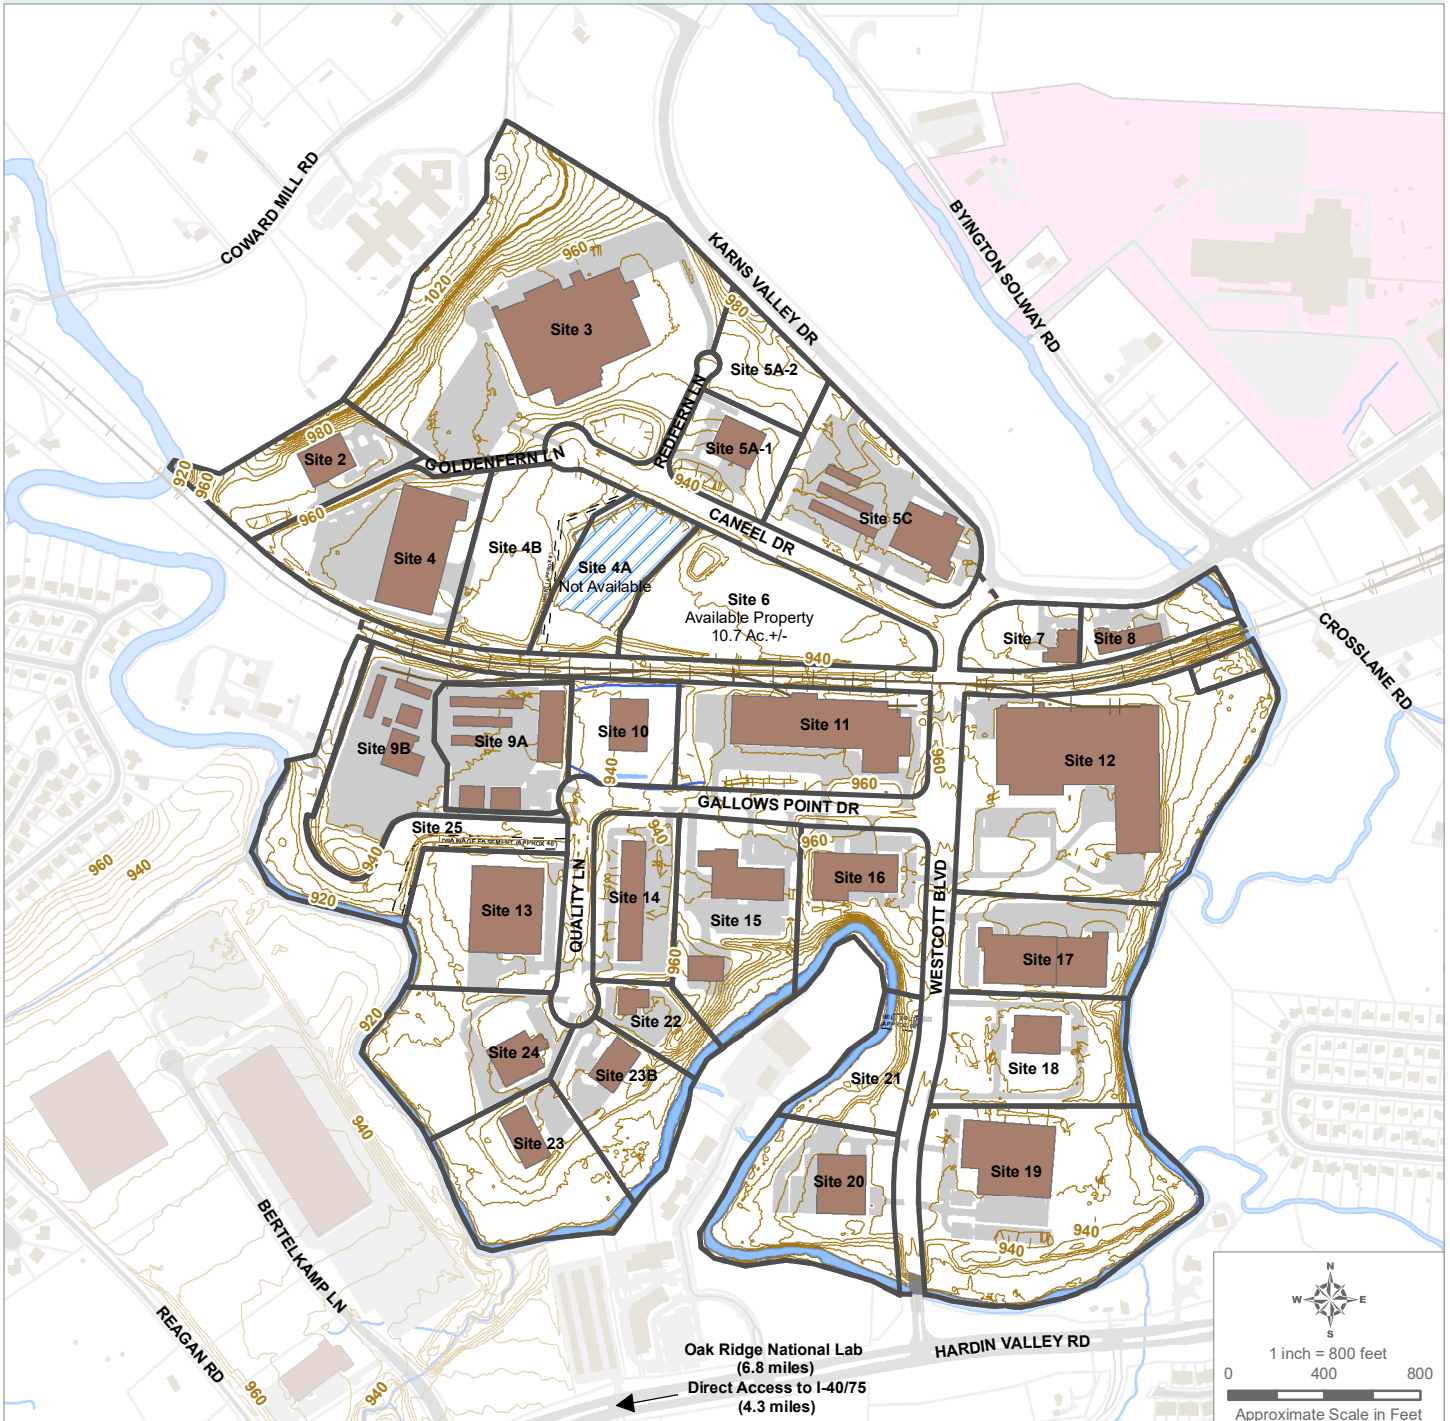 COWARD MILL RD
KARNS VALLEY DR
BYINGTON SOLWAY RD
960
1020
980
Site 3
Site 5A-2
REDFERN LN
Site 5A-1
940
980
Site 2
GOLDENFERN LN
920
960
960
CANEEL DR
Site 5C
Site 4
Site 4B
Site 4A
Not Available
Site 6
Available Property
10.7 Ac.+/-
Site 7
Site 8
940
CROSSLANE RD
Site 9B
Site 9A
Site 10
940
Site 11
960
960
Site 12
GALLOWS POINT DR
Site 25
DRAINAGE EASEMENT (APPROX 40')
940
940
960
960
940
920
Site 13
QUALITY LN
Site 14
Site 15
Site 16
WESTCOTT BLVD
960
Site 17
920
Site 22
Site 24
Site 23B
Site 21
Site 18
Site 23
940
Site 20
Site 19
940
940
BERTELKAMP LN
REAGAN RD
960
940
Oak Ridge National Lab
(6.8 miles)
Direct Access to I-40/75
(4.3 miles)
HARDIN VALLEY RD
N
W E
S
1 inch = 800 feet
0 400 800
Approximate Scale in Feet